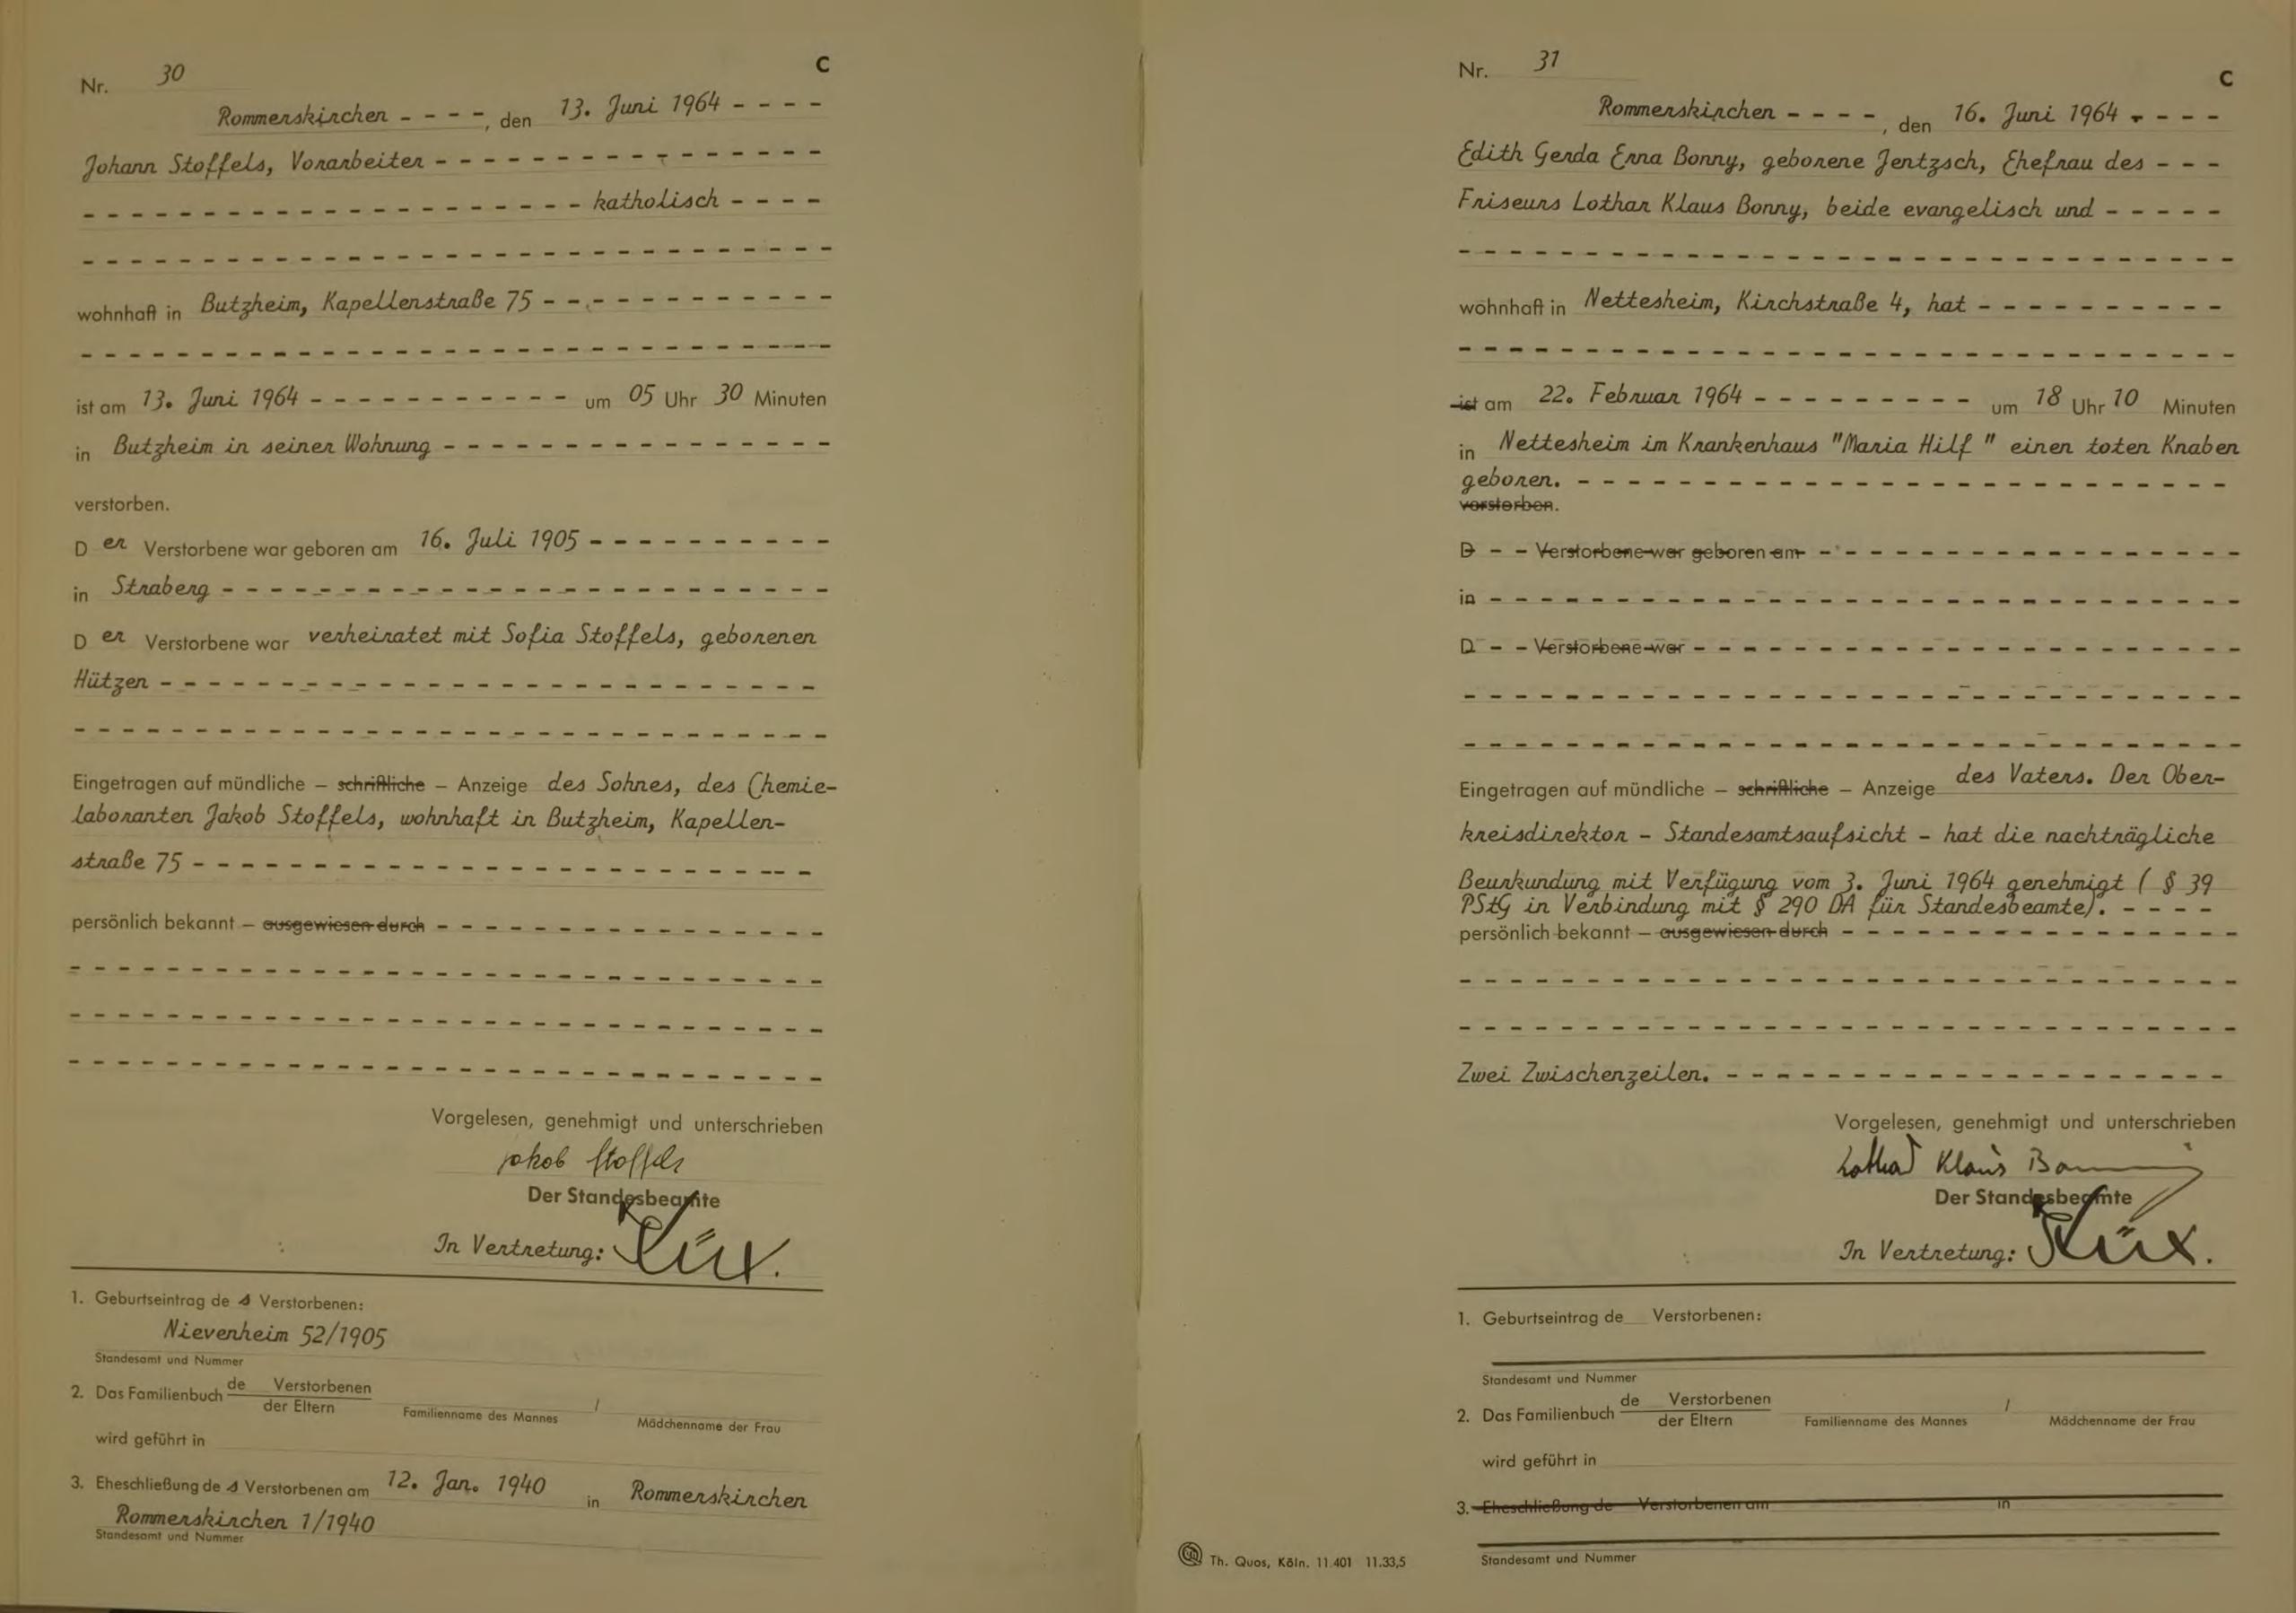 Nr. 30
C
Rommerskirchen - - - -, den 13. Juni 1964 - - - -
Johann Stoffels, Vorarbeiter - - - - - - - - - - - - - - - -
- - - - - - - - - - - - - - - - - - - - - katholisch - - - -
wohnhaft in Butzheim, Kapellenstraße 75 - - - - - - - - - - - -
ist am 13. Juni 1964 - - - - - - - - - - - um 05 Uhr 30 Minuten
in Butzheim in seiner Wohnung - - - - - - - - - - - - - - - -
verstorben.
D er Verstorbene war geboren am 16. Juli 1905 - - - - - - - - - -
in Straberg - - - - - - - - - - - - - - - - - - - - - - - - -
D er Verstorbene war verheiratet mit Sofia Stoffels, geborenen
Hützen - - - - - - - - - - - - - - - - - - - - - - - - - - -
Eingetragen auf mündliche – schriftliche – Anzeige des Sohnes, des Chemie-
laboranten Jakob Stoffels, wohnhaft in Butzheim, Kapellen-
straße 75 - - - - - - - - - - - - - - - - - - - - - - - - - -
persönlich bekannt – ausgewiesen durch - - - - - - - - - - - - - - - -
Vorgelesen, genehmigt und unterschrieben
Jakob Stoffels
Der Standesbeamte
In Vertretung: Küx.
1. Geburtseintrag de s Verstorbenen:
Nievenheim 52/1905
Standesamt und Nummer
2. Das Familienbuch de Verstorbenen
der Eltern
Familienname des Mannes / Mädchenname der Frau
wird geführt in
3. Eheschließung de s Verstorbenen am 12. Jan. 1940 in Rommerskirchen
Rommerskirchen 1/1940
Standesamt und Nummer
Nr. 31
C
Rommerskirchen - - - -, den 16. Juni 1964 - - - -
Edith Gerda Erna Bonny, geborene Jentzsch, Ehefrau des - - -
Friseurs Lothar Klaus Bonny, beide evangelisch und - - - - -
wohnhaft in Nettesheim, Kirchstraße 4, hat - - - - - - - - - -
ist am 22. Februar 1964 - - - - - - - - - um 18 Uhr 10 Minuten
in Nettesheim im Krankenhaus "Maria Hilf " einen toten Knaben
geboren. - - - - - - - - - - - - - - - - - - - - - - - - - -
verstorben.
D - - Verstorbene war geboren am - - - - - - - - - - - - - - - - - -
in - - - - - - - - - - - - - - - - - - - - - - - - - - - - - -
D - - Verstorbene war - - - - - - - - - - - - - - - - - - - - - -
Eingetragen auf mündliche – schriftliche – Anzeige des Vaters. Der Ober-
kreisdirektor - Standesamtsaufsicht - hat die nachträgliche
Beurkundung mit Verfügung vom 3. Juni 1964 genehmigt ( § 39
PStG in Verbindung mit § 290 DA für Standesbeamte). - - - -
persönlich bekannt – ausgewiesen durch - - - - - - - - - - - - - - - -
Zwei Zwischenzeilen. - - - - - - - - - - - - - - - - - - - -
Vorgelesen, genehmigt und unterschrieben
Lothar Klaus Bonny
Der Standesbeamte
In Vertretung: Küx.
1. Geburtseintrag de Verstorbenen:
Standesamt und Nummer
2. Das Familienbuch de Verstorbenen
der Eltern
Familienname des Mannes / Mädchenname der Frau
wird geführt in
3. Eheschließung de Verstorbenen am in
Standesamt und Nummer
Th. Quos, Köln. 11.401 11.33,5